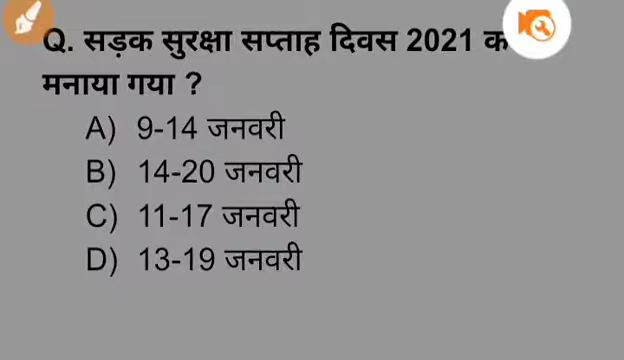 Q. सड़क सुरक्षा सप्ताह दिवस 2021
मनाया गया ?
A) 9-14 जनवरी
B) 14-20 जनवरी
C) 11-17 जनवरी
D) 13-19 जनवरी